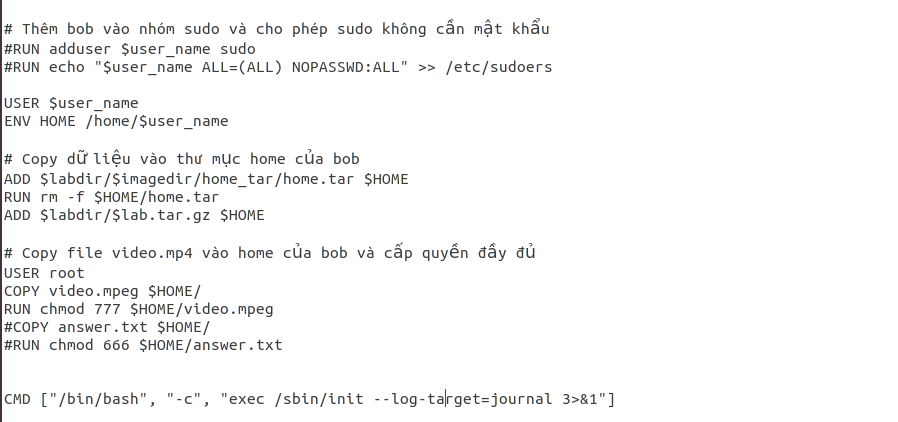 # Thêm bob vào nhóm sudo và cho phép sudo không cần mật khẩu
#RUN adduser $user_name sudo
#RUN echo "$user_name ALL=(ALL) NOPASSWD:ALL" >> /etc/sudoers
USER $user_name
ENV HOME /home/$user_name
# Copy dữ liệu vào thư mục home của bob
ADD $labdir/$imagedir/home_tar/home.tar $HOME
RUN rm -f $HOME/home.tar
ADD $labdir/$lab.tar.gz $HOME
# Copy file video.mp4 vào home của bob và cấp quyền đầy đủ
USER root
COPY video.mpeg $HOME/
RUN chmod 777 $HOME/video.mpeg
#COPY answer.txt $HOME/
#RUN chmod 666 $HOME/answer.txt
CMD ["/bin/bash", "-c", "exec /sbin/init --log-target=journal 3>&1"]